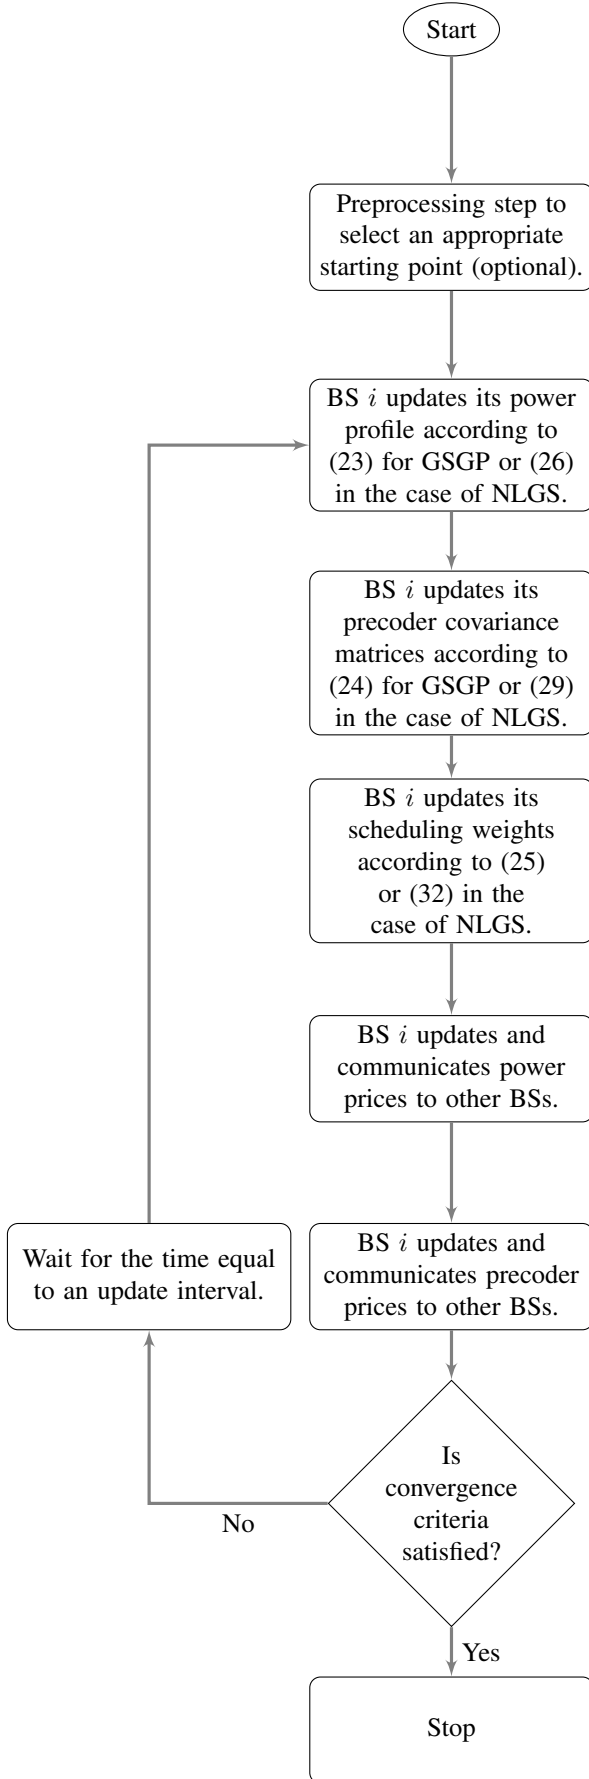 Start
Preprocessing step to
select an appropriate
starting point (optional).
BS i updates its power
profile according to
(23) for GSGP or (26)
in the case of NLGS.
BS i updates its
precoder covariance
matrices according to
(24) for GSGP or (29)
in the case of NLGS.
BS i updates its
scheduling weights
according to (25)
or (32) in the
case of NLGS.
BS i updates and
communicates power
prices to other BSs.
BS i updates and
communicates precoder
prices to other BSs.
Wait for the time equal
to an update interval.
Is
convergence
criteria
satisfied?
No
Yes
Stop